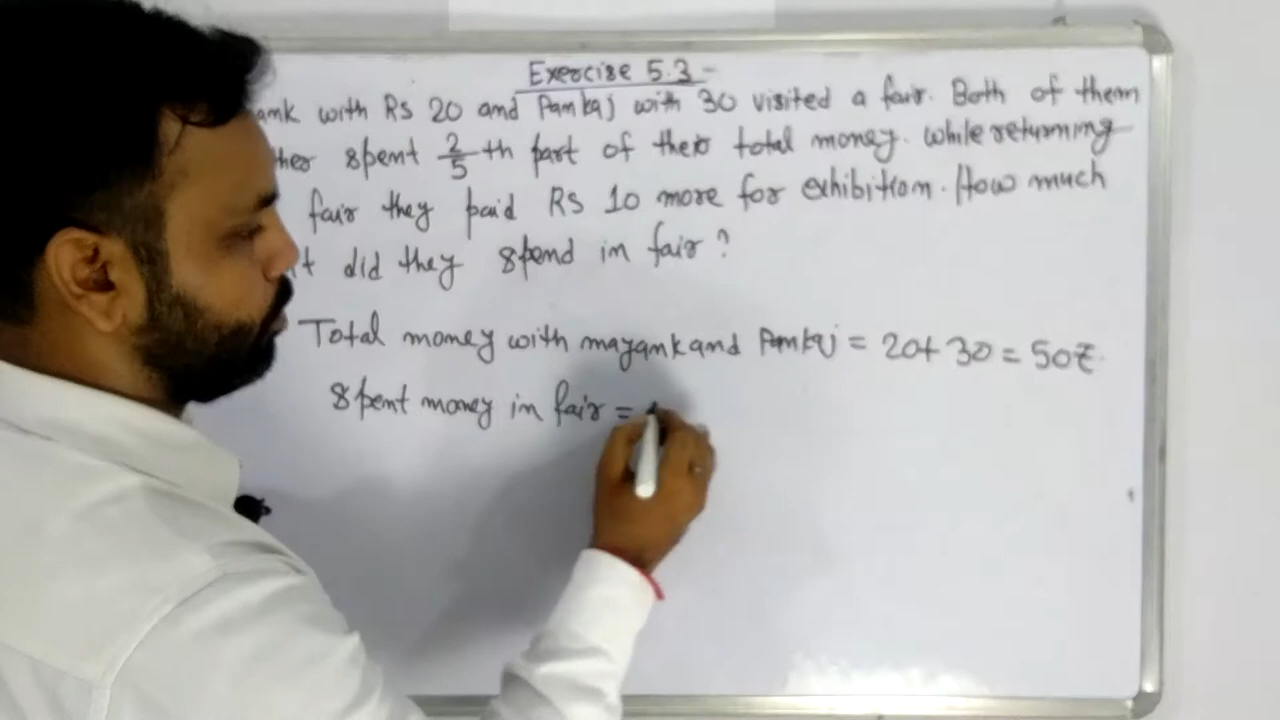 Exercise 5.3 -
ank with Rs 20 and Pankaj with 30 visited a fair. Both of them
her spent 2/5 th part of their total money. while returning
fair they paid Rs 10 more for exhibition. How much
t did they spend in fair?
Total money with mayank and Pankaj = 20+30 = 50₹.
Spent money in fair =